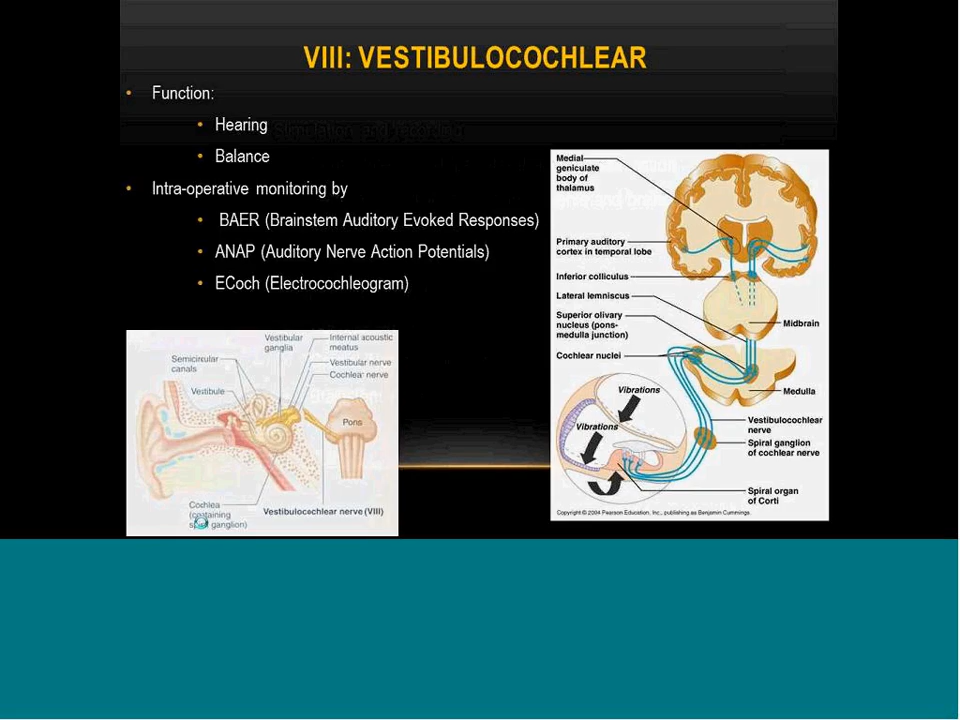 VIII: VESTIBULOCOCHLEAR
• Function:
• Hearing
• Balance
• Intra-operative monitoring by
• BAER (Brainstem Auditory Evoked Responses)
• ANAP (Auditory Nerve Action Potentials)
• ECoch (Electrocochleogram)
Vestibular
ganglia
Internal acoustic
meatus
Vestibular nerve
Cochlear nerve
Semicircular
canals
Vestibule
Pons
Cochlea
(containing
ganglion)
Vestibulocochlear nerve (VIII)
Medial
geniculate
body of
thalamus
Primary auditory
cortex in temporal lobe
Inferior colliculus
Lateral lemniscus
Superior olivary
nucleus (pons-
medulla junction)
Cochlear nuclei
Midbrain
Medulla
Vibrations
Vibrations
Vestibulocochlear
nerve
Spiral ganglion
of cochlear nerve
Spiral organ
of Corti
Copyright © 2004 Pearson Education, Inc., publishing as Benjamin Cummings.